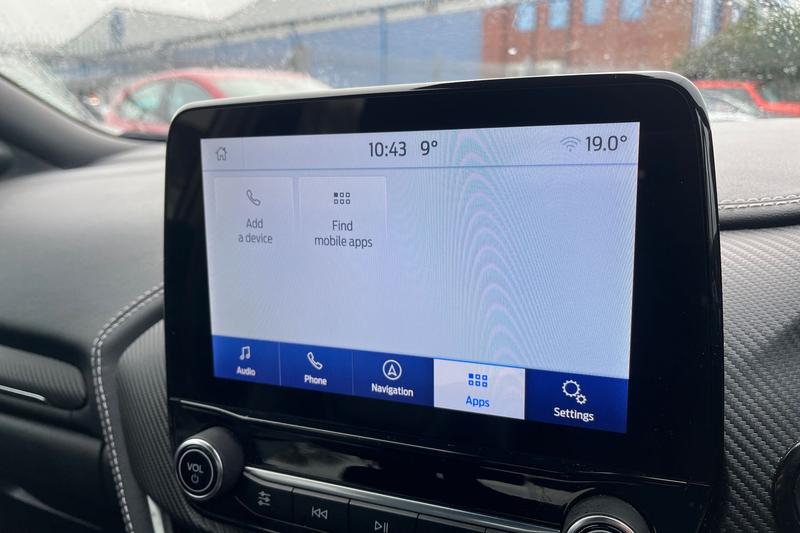 10:43 9° 19.0°
Add
a device
Find
mobile apps
Audio
Phone
Navigation
Apps
Settings
VOL